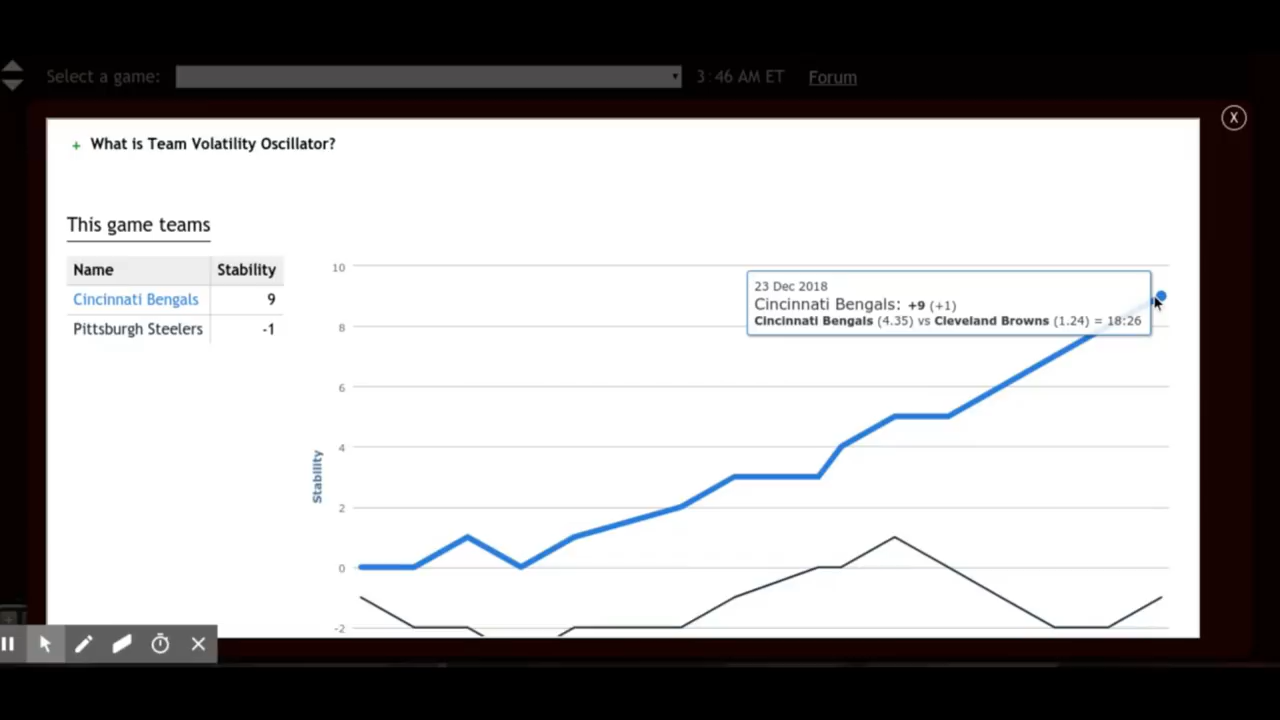 Select a game:
3:46 AM ET
Forum
X
+ What is Team Volatility Oscillator?
This game teams
Name Stability
Cincinnati Bengals 9
Pittsburgh Steelers -1
Stability
10
8
6
4
2
0
-2
23 Dec 2018
Cincinnati Bengals: +9 (+1)
Cincinnati Bengals (4.35) vs Cleveland Browns (1.24) = 18:26